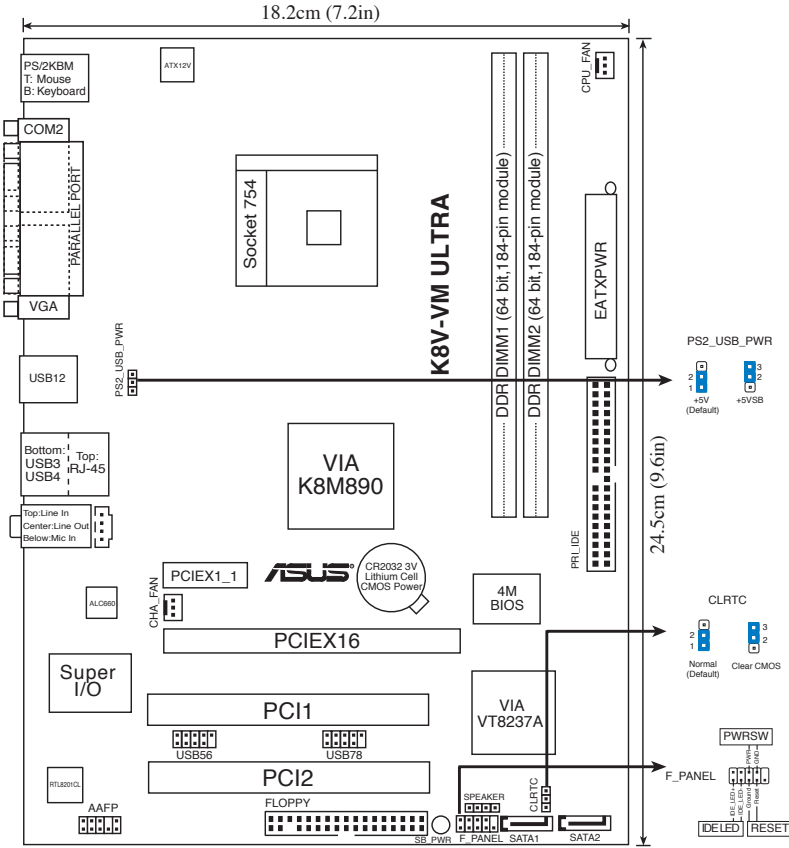 18.2cm (7.2in)
PS/2KBM
T: Mouse
B: Keyboard
ATX12V
CPU_FAN
COM2
PARALLEL PORT
VGA
Socket 754
K8V-VM ULTRA
DDR DIMM1 (64 bit,184-pin module)
DDR DIMM2 (64 bit,184-pin module)
EATXPWR
24.5cm (9.6in)
USB12
PS2_USB_PWR
PS2_USB_PWR
2
1
3
2
+5V
(Default)
+5VSB
Bottom:
USB3
USB4
Top:
RJ-45
VIA
K8M890
PRI_IDE
Top:Line In
Center:Line Out
Below:Mic In
PCIEX1_1
ASUS
CR2032 3V
Lithium Cell
CMOS Power
4M
BIOS
ALC660
CHA_FAN
PCIEX16
CLRTC
2
1
3
2
Normal
(Default)
Clear CMOS
Super
I/O
PCI1
VIA
VT8237A
USB56
USB78
PCI2
RTL8201CL
AAFP
FLOPPY
SB_PWR
SPEAKER
F_PANEL
CLRTC
SATA1
SATA2
F_PANEL
PWRSW
PWR
GND
IDE_LED+
IDE_LED-
Ground
Reset
IDELED
RESET